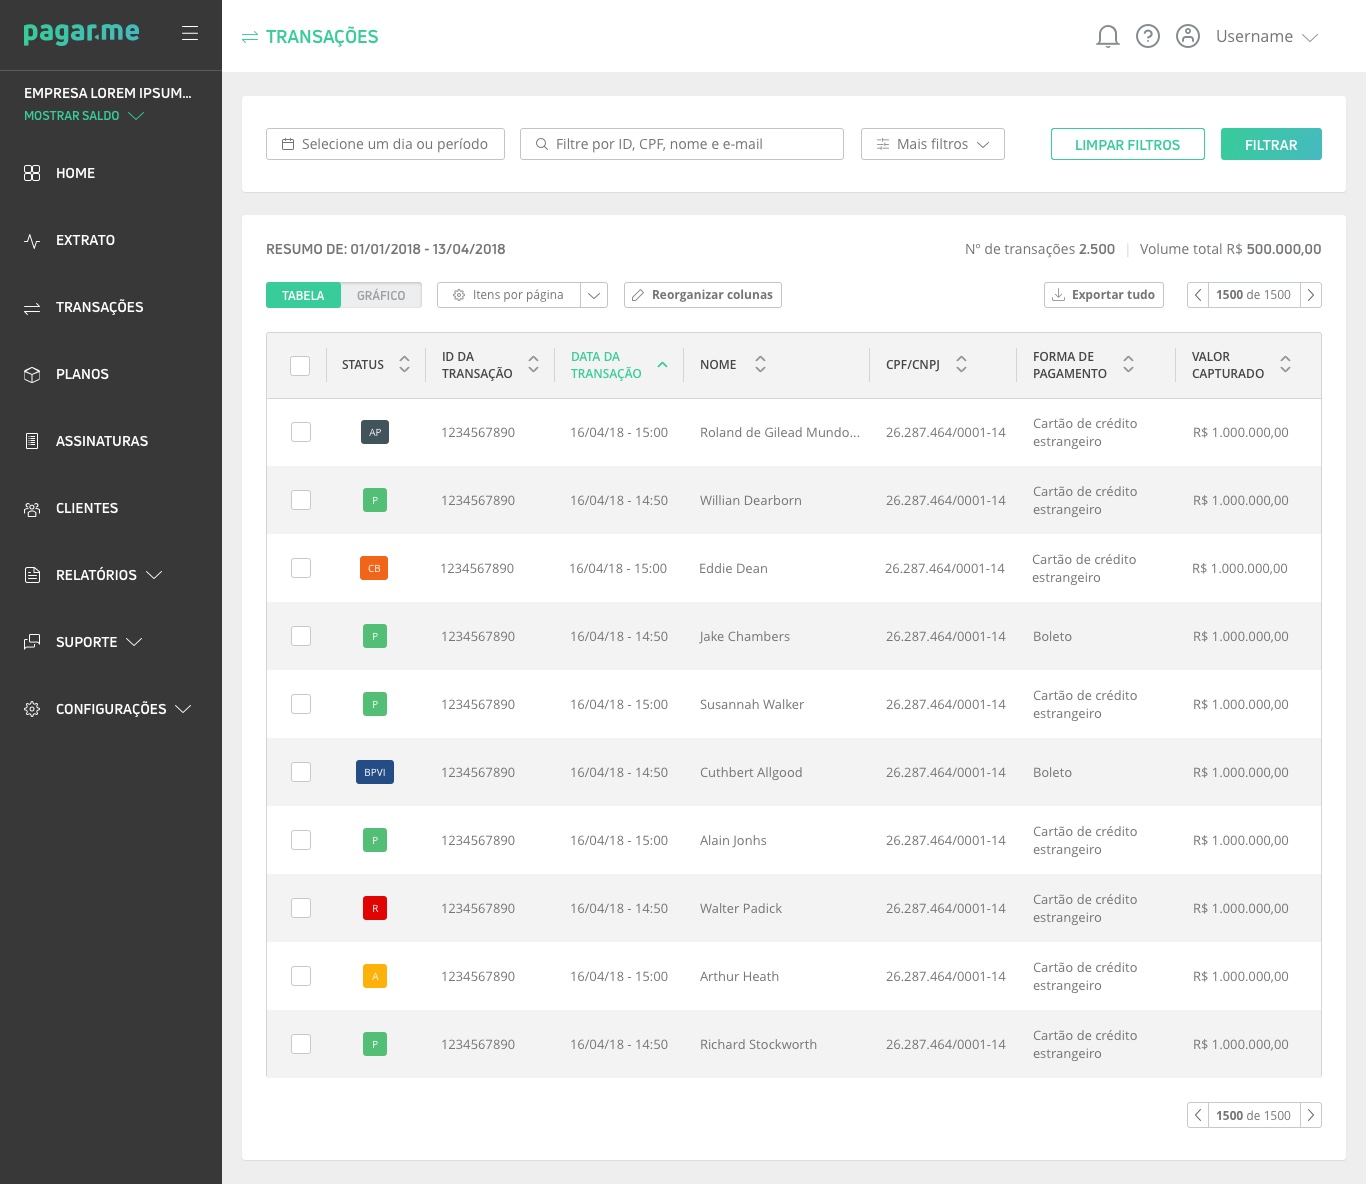 pagar.me
TRANSAÇÕES
Username
EMPRESA LOREM IPSUM...
MOSTRAR SALDO
HOME
EXTRATO
TRANSAÇÕES
PLANOS
ASSINATURAS
CLIENTES
RELATÓRIOS
SUPORTE
CONFIGURAÇÕES
Selecione um dia ou período
Filtre por ID, CPF, nome e e-mail
Mais filtros
LIMPAR FILTROS
FILTRAR
RESUMO DE: 01/01/2018 - 13/04/2018
Nº de transações 2.500
Volume total R$ 500.000,00
TABELA
GRÁFICO
Itens por página
Reorganizar colunas
Exportar tudo
1500 de 1500
STATUS
ID DA
TRANSAÇÃO
DATA DA
TRANSAÇÃO
NOME
CPF/CNPJ
FORMA DE
PAGAMENTO
VALOR
CAPTURADO
AP 1234567890 16/04/18 - 15:00 Roland de Gilead Mundo... 26.287.464/0001-14 Cartão de crédito
estrangeiro R$ 1.000.000,00
P 1234567890 16/04/18 - 14:50 Willian Dearborn 26.287.464/0001-14 Cartão de crédito
estrangeiro R$ 1.000.000,00
CB 1234567890 16/04/18 - 15:00 Eddie Dean 26.287.464/0001-14 Cartão de crédito
estrangeiro R$ 1.000.000,00
P 1234567890 16/04/18 - 14:50 Jake Chambers 26.287.464/0001-14 Boleto R$ 1.000.000,00
P 1234567890 16/04/18 - 15:00 Susannah Walker 26.287.464/0001-14 Cartão de crédito
estrangeiro R$ 1.000.000,00
BPVI 1234567890 16/04/18 - 14:50 Cuthbert Allgood 26.287.464/0001-14 Boleto R$ 1.000.000,00
P 1234567890 16/04/18 - 15:00 Alain Jonhs 26.287.464/0001-14 Cartão de crédito
estrangeiro R$ 1.000.000,00
R 1234567890 16/04/18 - 14:50 Walter Padick 26.287.464/0001-14 Cartão de crédito
estrangeiro R$ 1.000.000,00
A 1234567890 16/04/18 - 15:00 Arthur Heath 26.287.464/0001-14 Cartão de crédito
estrangeiro R$ 1.000.000,00
P 1234567890 16/04/18 - 14:50 Richard Stockworth 26.287.464/0001-14 Cartão de crédito
estrangeiro R$ 1.000.000,00
1500 de 1500